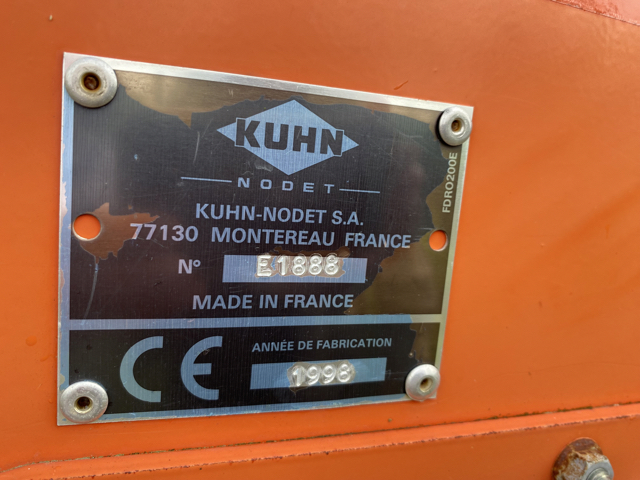 KUHN
NODET
KUHN-NODET S.A.
77130 MONTEREAU FRANCE
N° E1888
MADE IN FRANCE
FDRO200E
CE
ANNÉE DE FABRICATION
1998